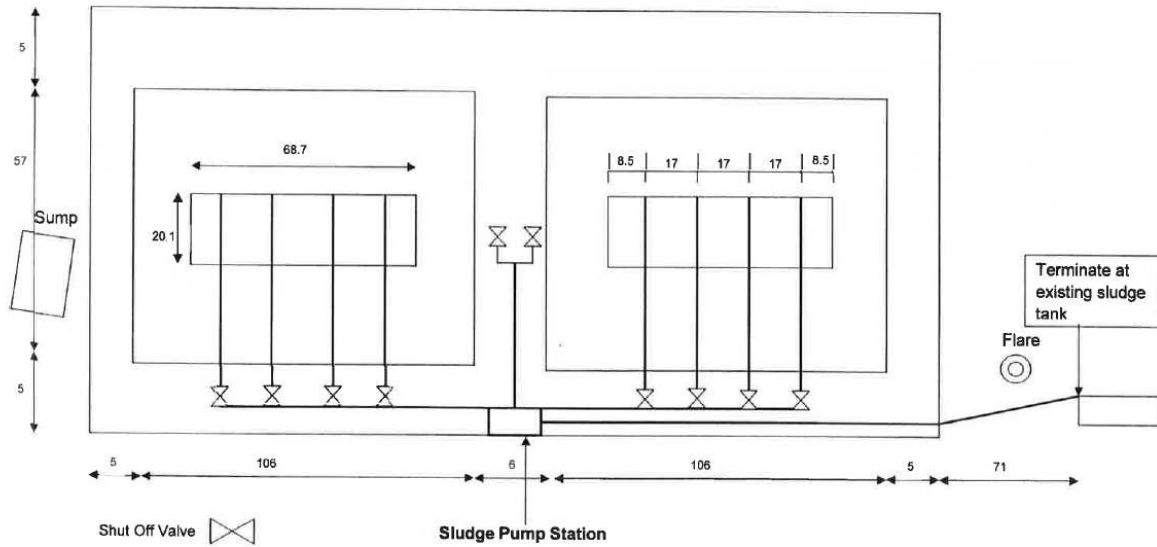 5
68.7
8.5
17
17
17
8.5
57
Sump
20.1
Terminate at
existing sludge
tank
Flare
5
5
106
6
106
5
71
Shut Off Valve
Sludge Pump Station